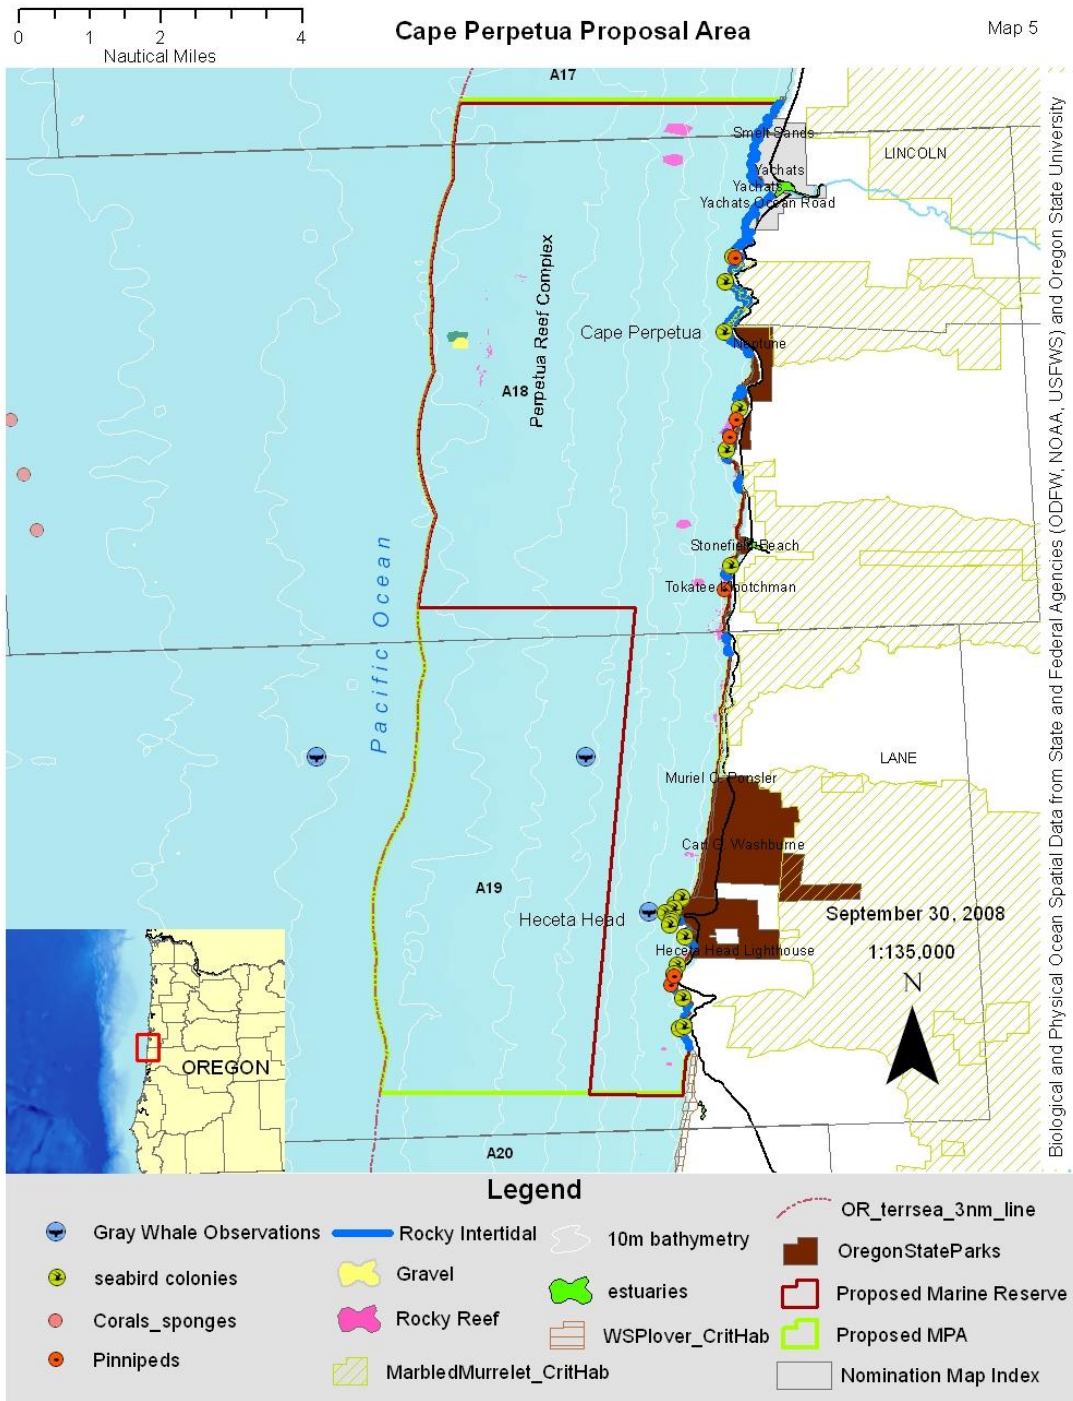 0 1 2 4
Nautical Miles
Cape Perpetua Proposal Area
Map 5
A17
Smelt Sands
LINCOLN
Yachats
Yachats
Yachats Ocean Road
Perpetua Reef Complex
Cape Perpetua
Neptune
A18
Stonefield Beach
Tokatee Klootchman
Pacific Ocean
LANE
Muriel O. Ponsler
Carl G. Washburne
A19
Heceta Head
September 30, 2008
Heceta Head Lighthouse
1:135,000
N
OREGON
A20
Biological and Physical Ocean Spatial Data from State and Federal Agencies (ODFW, NOAA, USFWS) and Oregon State University
Legend
Gray Whale Observations
seabird colonies
Corals_sponges
Pinnipeds
Rocky Intertidal
Gravel
Rocky Reef
MarbledMurrelet_CritHab
10m bathymetry
estuaries
WSPlover_CritHab
OR_terrsea_3nm_line
OregonStateParks
Proposed Marine Reserve
Proposed MPA
Nomination Map Index